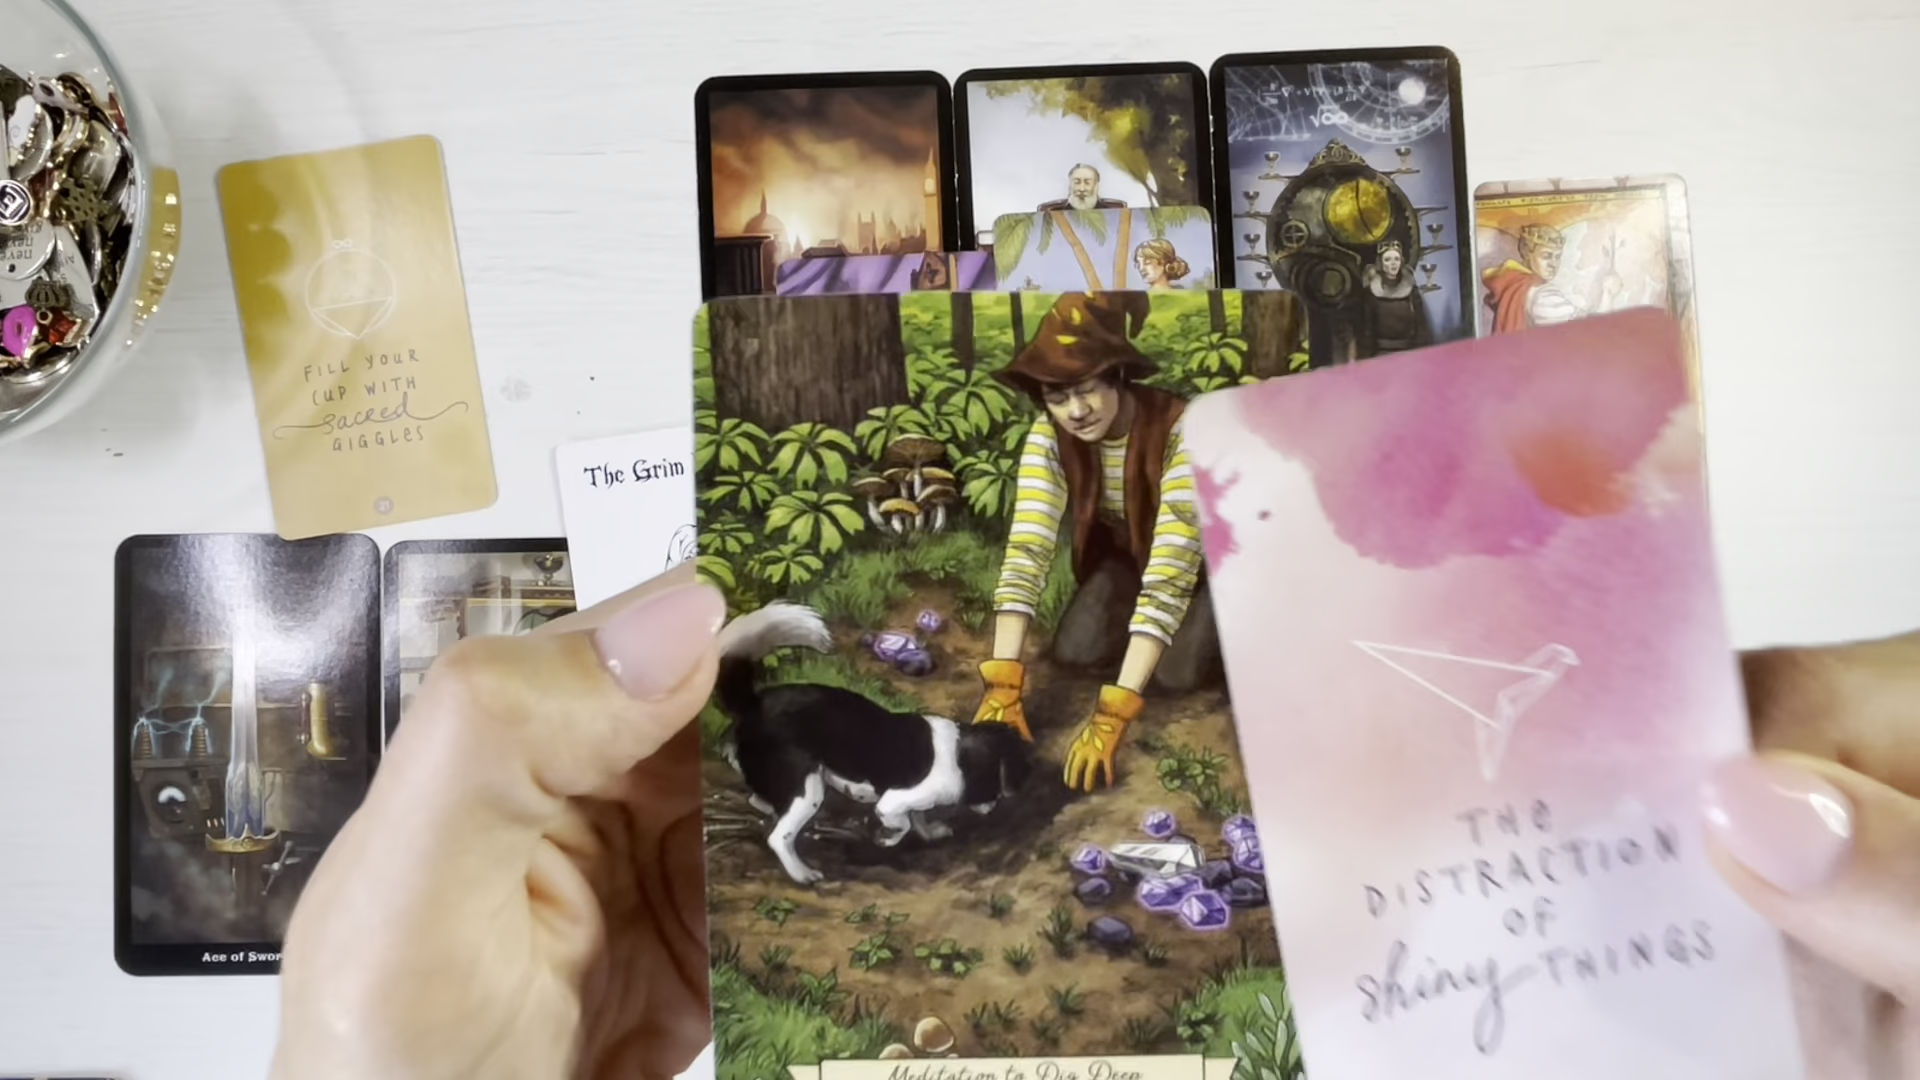 √∞
FILL YOUR
CUP WITH
sacred
GIGGLES
21
The Grim
Ace of Swor
THE
DISTRACTION
OF
shiny THINGS
Meditation to Dig Deep